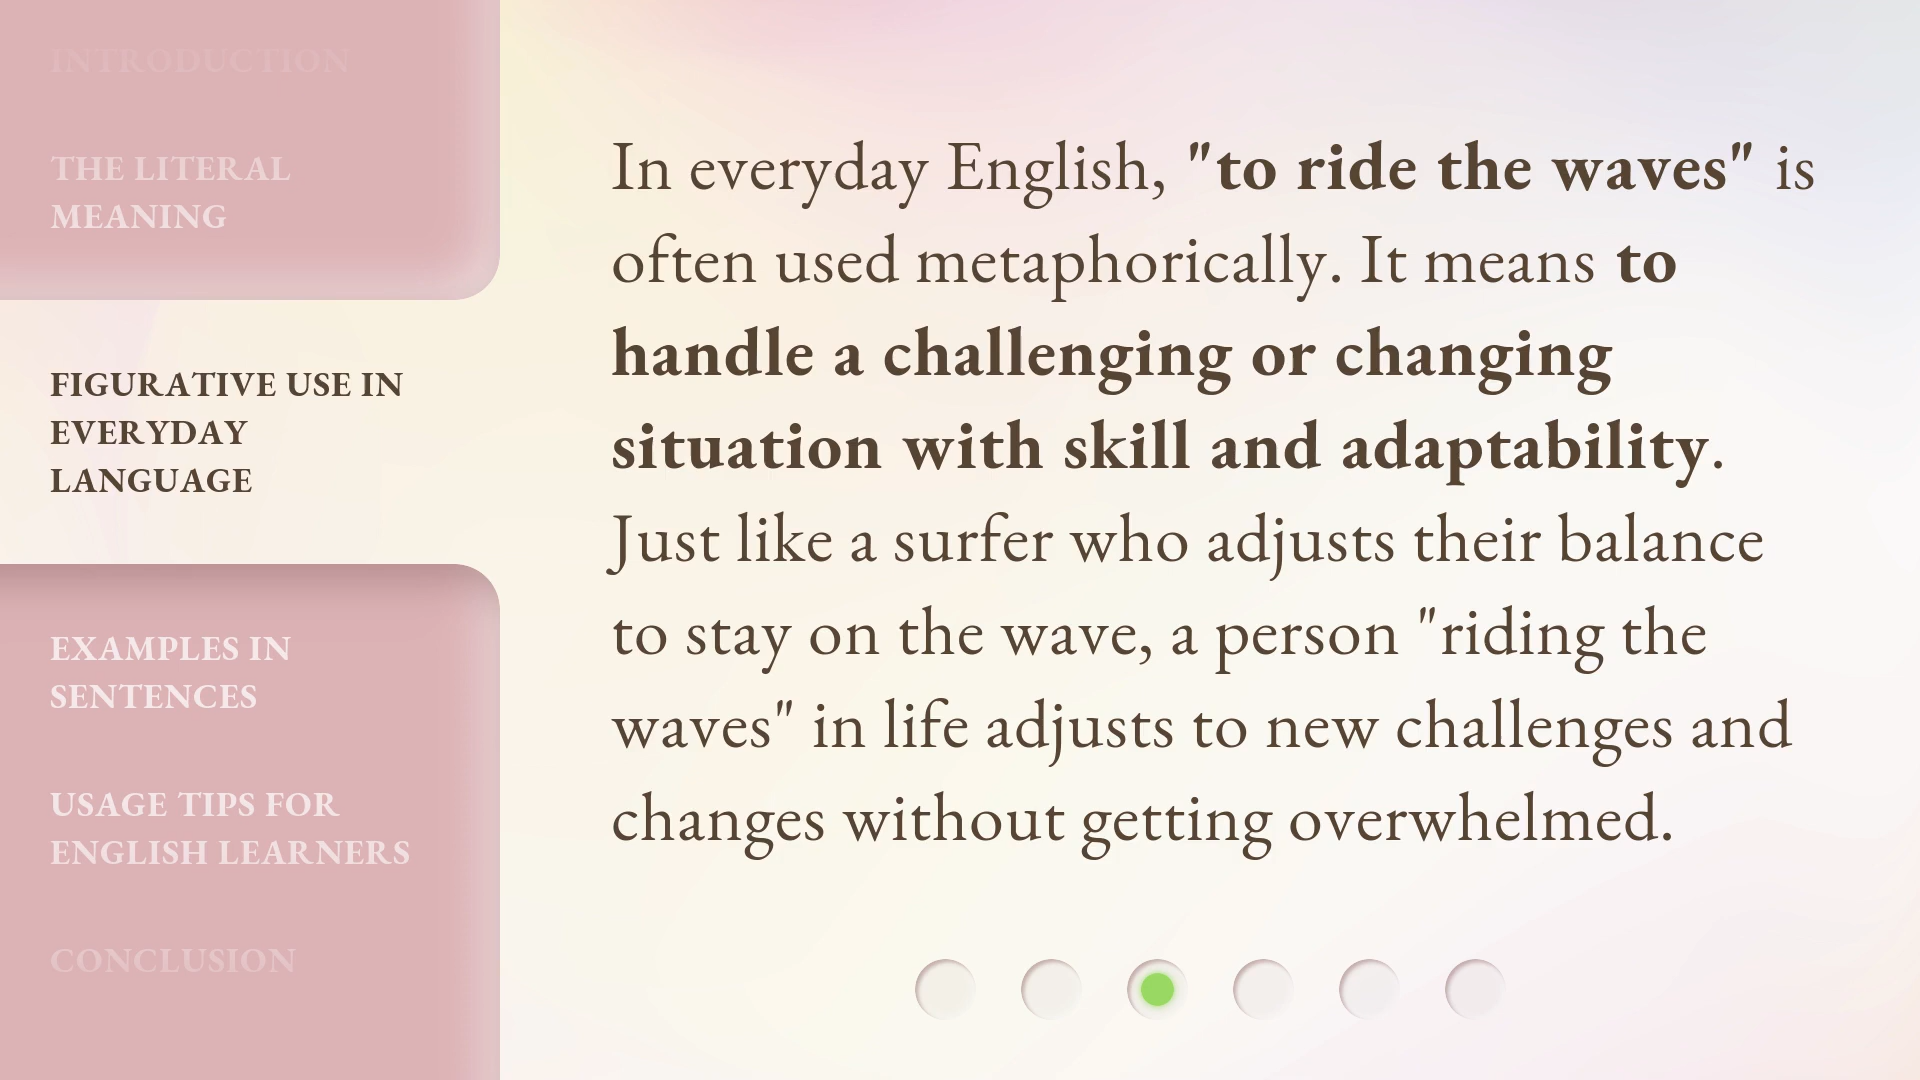 INTRODUCTION
THE LITERAL
MEANING
FIGURATIVE USE IN
EVERYDAY
LANGUAGE
EXAMPLES IN
SENTENCES
USAGE TIPS FOR
ENGLISH LEARNERS
CONCLUSION
In everyday English, "to ride the waves" is
often used metaphorically. It means to
handle a challenging or changing
situation with skill and adaptability.
Just like a surfer who adjusts their balance
to stay on the wave, a person "riding the
waves" in life adjusts to new challenges and
changes without getting overwhelmed.